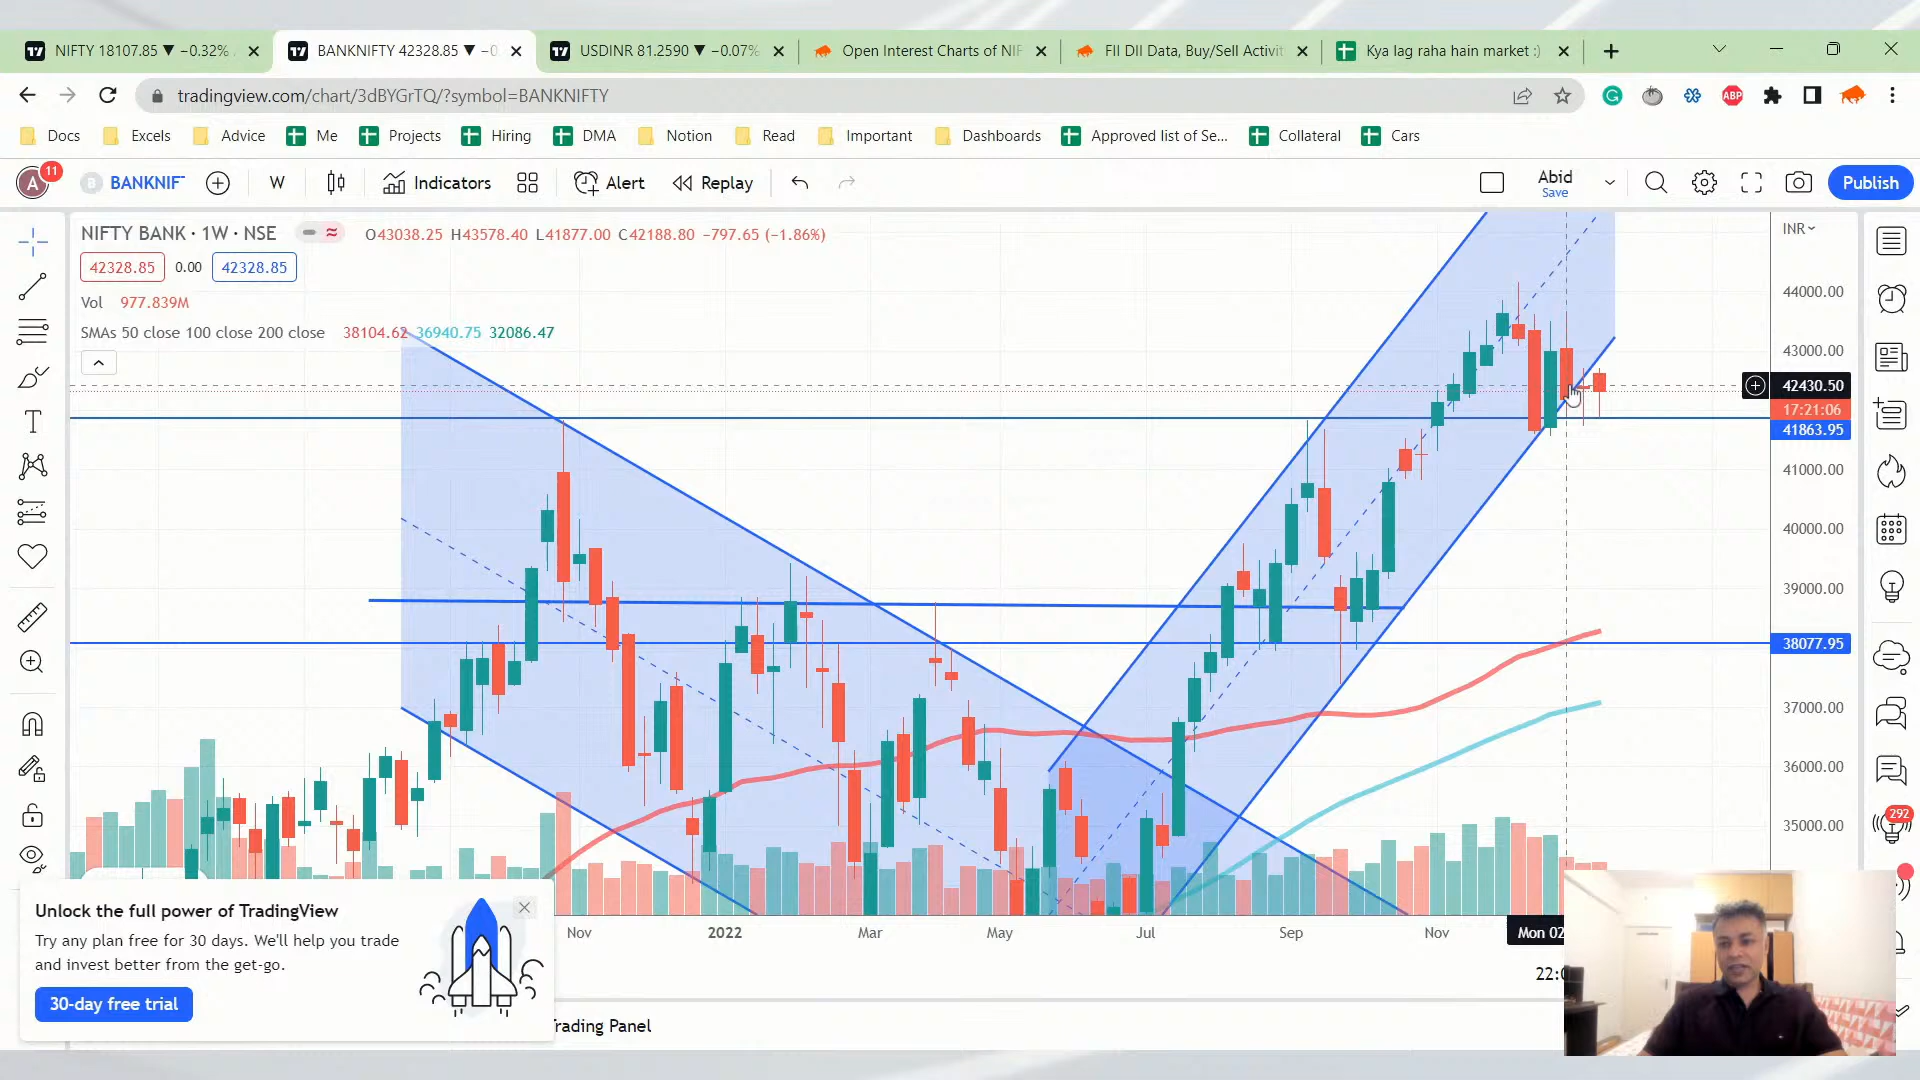 NIFTY 18107.85 ▼ −0.32%
BANKNIFTY 42328.85 ▼ −0
USDINR 81.2590 ▼ −0.07%
Open Interest Charts of NIF
FII DII Data, Buy/Sell Activit
Kya lag raha hain market :)
tradingview.com/chart/3dBYGrTQ/?symbol=BANKNIFTY
ABP
Docs Excels Advice Me Projects Hiring DMA Notion Read Important Dashboards Approved list of Se... Collateral Cars
A 11 B BANKNIF W Indicators Alert Replay Abid Publish
Save
NIFTY BANK · 1W · NSE O43038.25 H43578.40 L41877.00 C42188.80 −797.65 (−1.86%)
INR
42328.85 0.00 42328.85
Vol 977.839M
SMAs 50 close 100 close 200 close 38104.62 36940.75 32086.47
44000.00
43000.00
42430.50
17:21:06
41863.95
41000.00
40000.00
39000.00
38077.95
37000.00
36000.00
35000.00
292
Nov 2022 Mar May Jul Sep Nov Mon 02
Unlock the full power of TradingView
Try any plan free for 30 days. We'll help you trade
and invest better from the get-go.
30-day free trial
22:
rading Panel